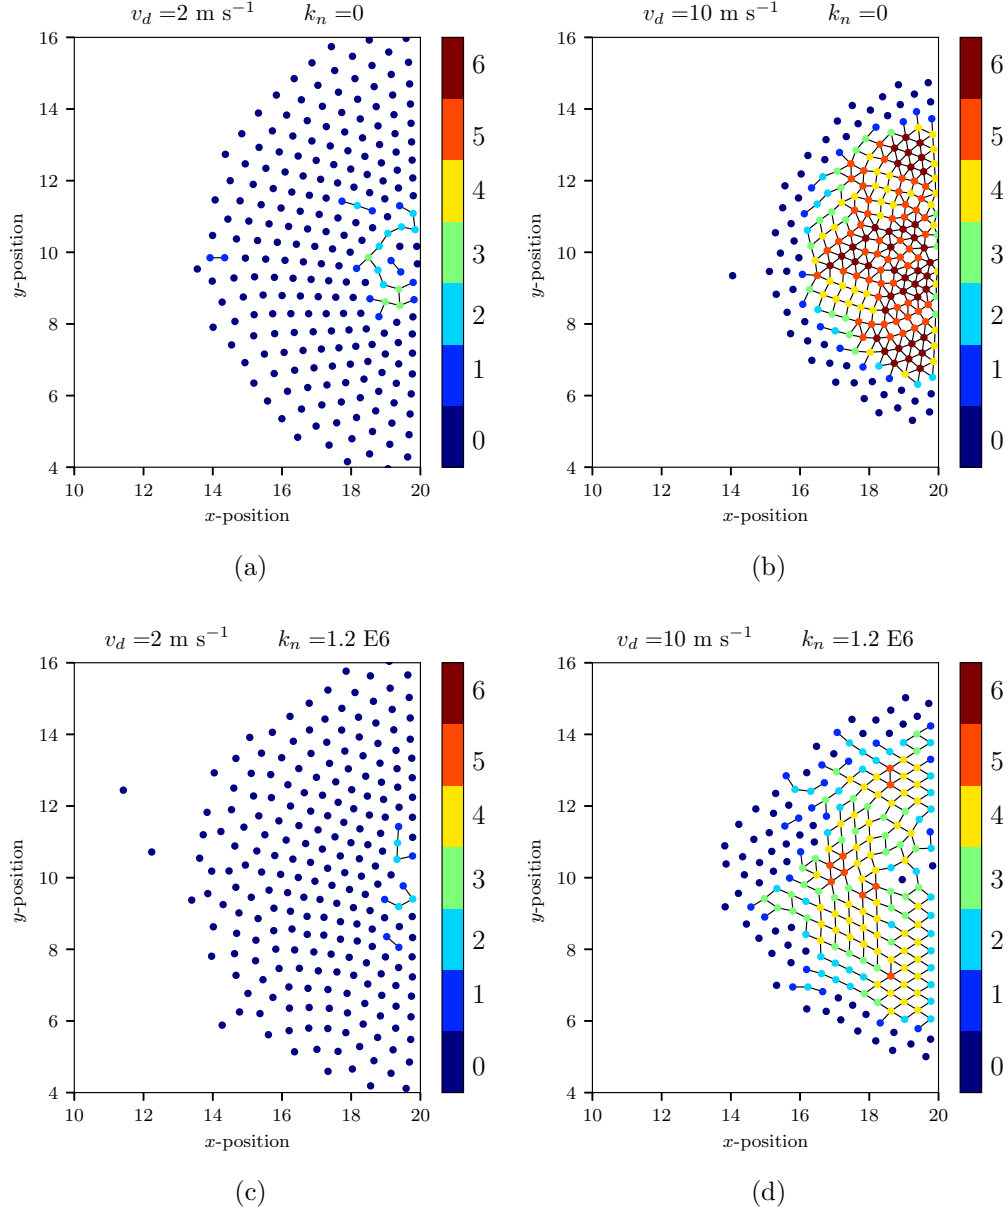 v_d =2 m s⁻¹ k_n =0
16
14
12
10
8
6
4
10 12 14 16 18 20
x-position
y-position
6
5
4
3
2
1
0
(a)
v_d =10 m s⁻¹ k_n =0
16
14
12
10
8
6
4
10 12 14 16 18 20
x-position
y-position
6
5
4
3
2
1
0
(b)
v_d =2 m s⁻¹ k_n =1.2 E6
16
14
12
10
8
6
4
10 12 14 16 18 20
x-position
y-position
6
5
4
3
2
1
0
(c)
v_d =10 m s⁻¹ k_n =1.2 E6
16
14
12
10
8
6
4
10 12 14 16 18 20
x-position
y-position
6
5
4
3
2
1
0
(d)